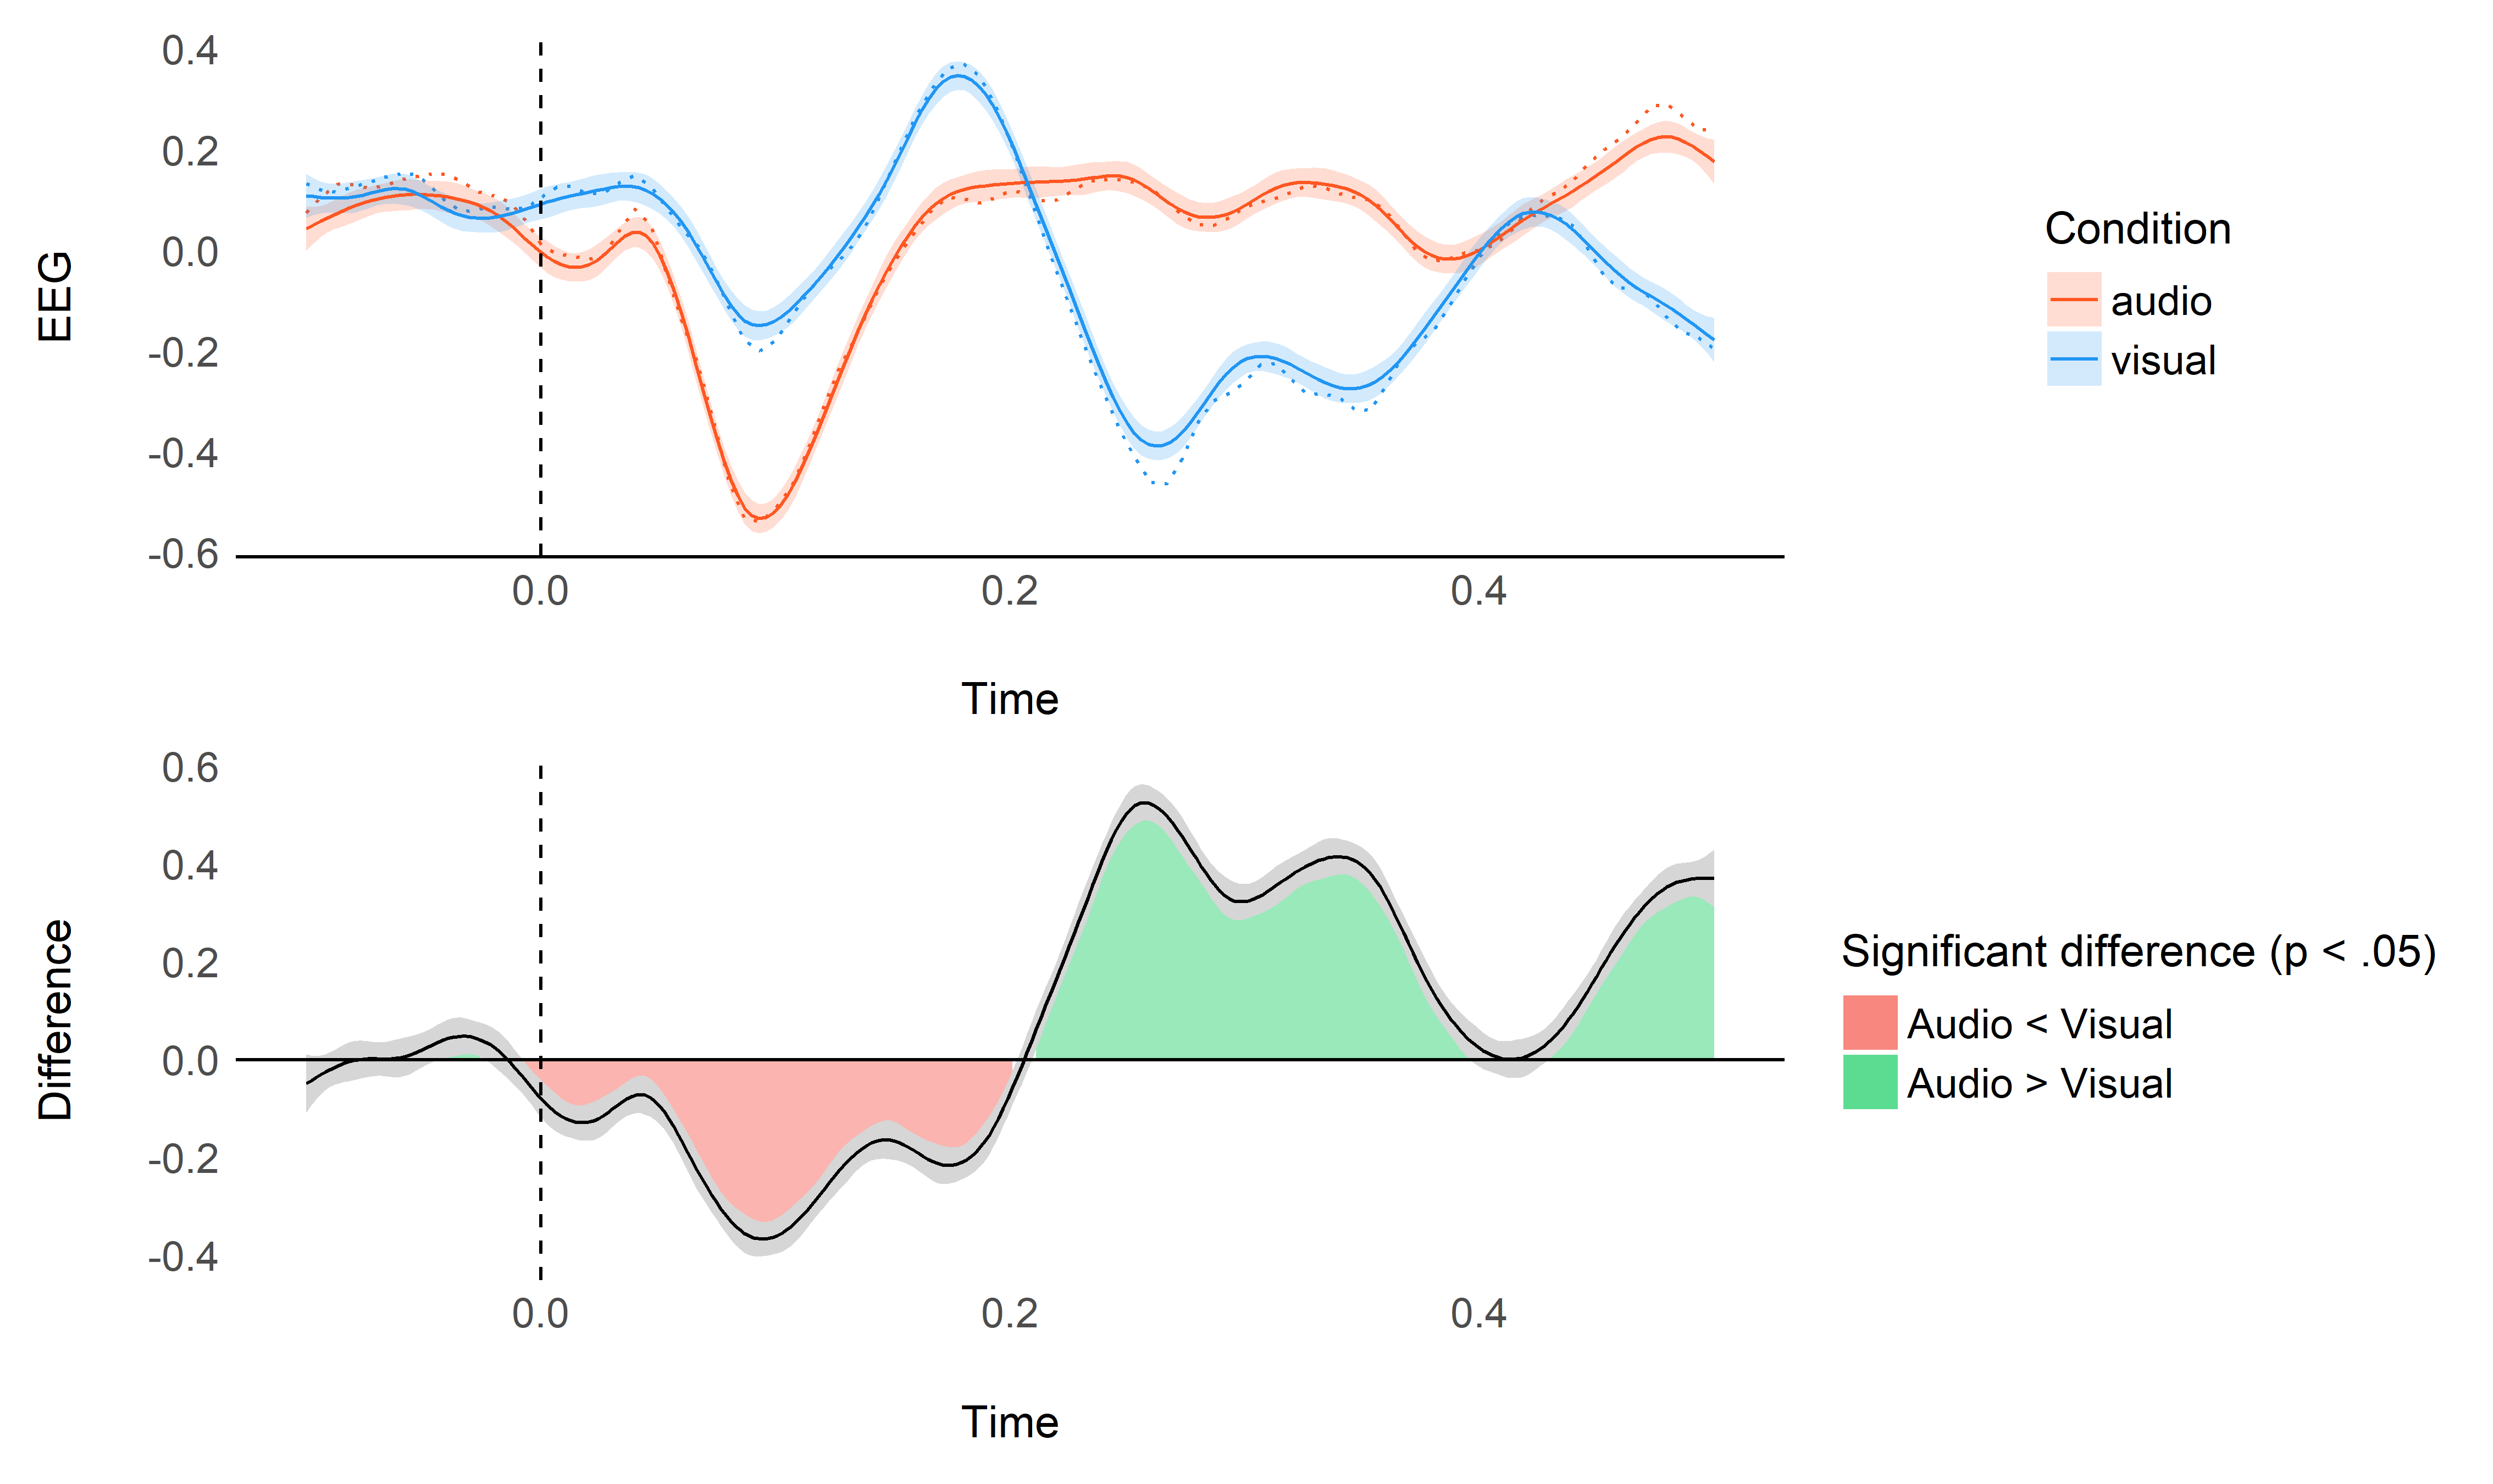 0.4
0.2
0.0
-0.2
-0.4
-0.6
EEG
0.0 0.2 0.4
Time
Condition
audio
visual
0.6
0.4
0.2
0.0
-0.2
-0.4
Difference
0.0 0.2 0.4
Time
Significant difference (p < .05)
Audio < Visual
Audio > Visual